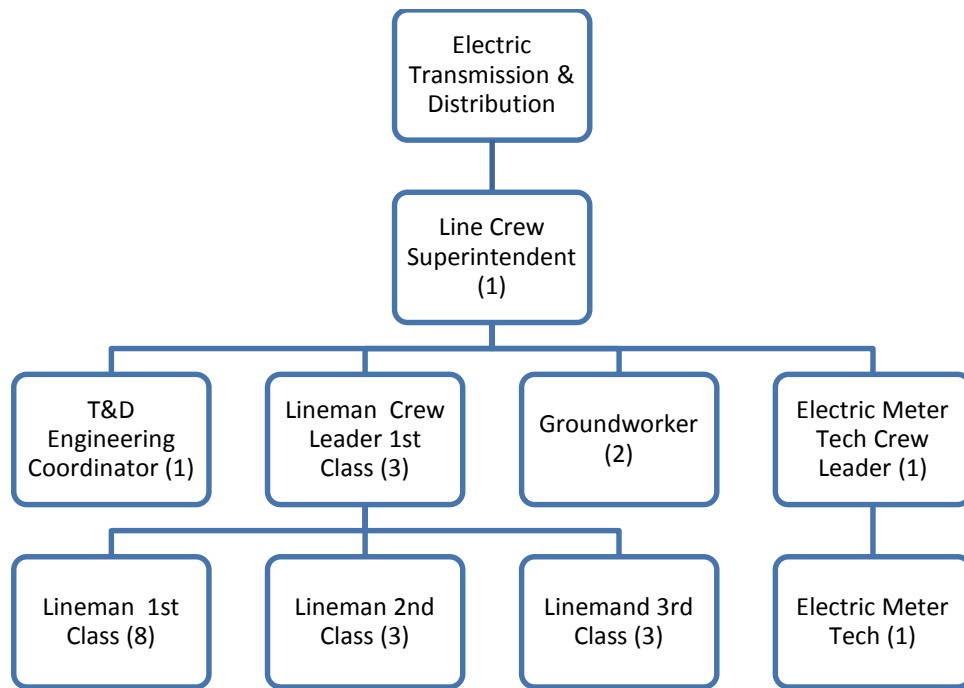 Electric
Transmission &
Distribution
Line Crew
Superintendent
(1)
T&D
Engineering
Coordinator (1)
Lineman Crew
Leader 1st
Class (3)
Groundworker
(2)
Electric Meter
Tech Crew
Leader (1)
Lineman 1st
Class (8)
Lineman 2nd
Class (3)
Linemand 3rd
Class (3)
Electric Meter
Tech (1)